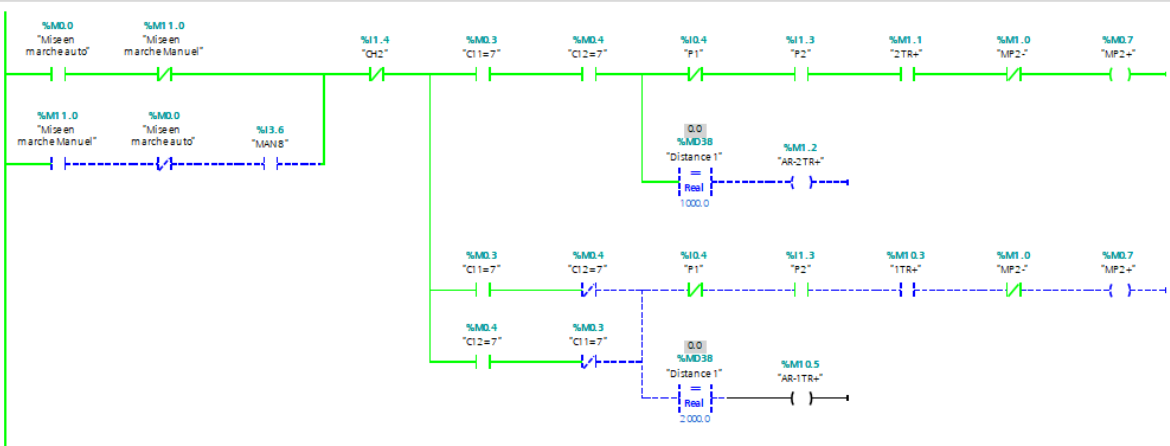 %M0.0
"Mise en
marche auto"
%M11.0
"Mise en
marche Manuel"
%I1.4
"CH2"
%M0.3
"C11=7"
%M0.4
"C12=7"
%I0.4
"P1"
%I1.3
"P2"
%M1.1
"2TR+"
%M1.0
"MP2-"
%M0.7
"MP2+"
%M11.0
"Mise en
marche Manuel"
%M0.0
"Mise en
marche auto"
%I3.6
"MAN8"
0.0
%MD38
"Distance 1"
=
Real
1000.0
%M1.2
"AR-2TR+"
%M0.3
"C11=7"
%M0.4
"C12=7"
%I0.4
"P1"
%I1.3
"P2"
%M10.3
"1TR+"
%M1.0
"MP2-"
%M0.7
"MP2+"
%M0.4
"C12=7"
%M0.3
"C11=7"
0.0
%MD38
"Distance 1"
=
Real
2000.0
%M10.5
"AR-1TR+"